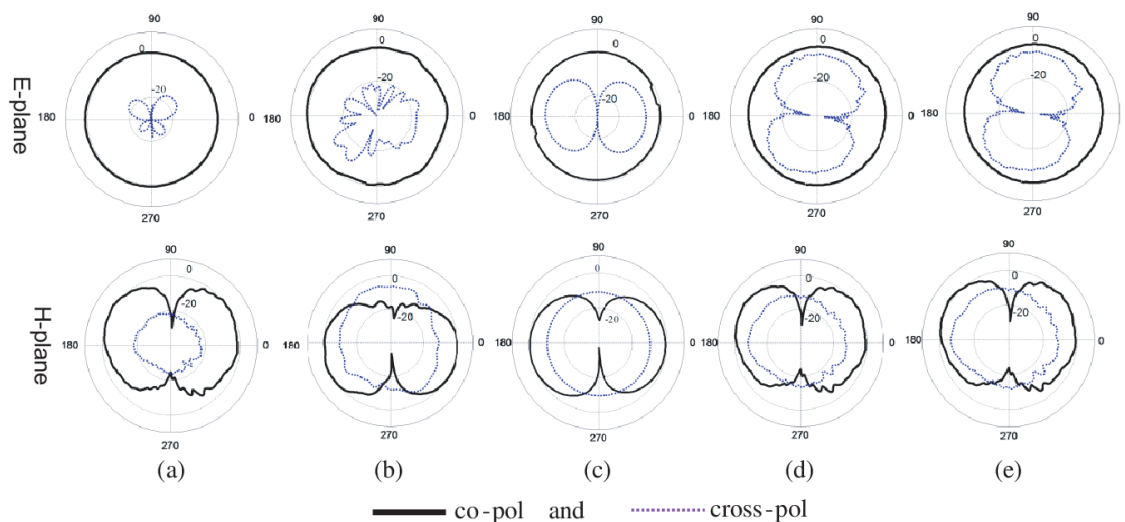 90 90 90 90 90
0 0 0 0 0
-20 -20 -20 -20 -20
E-plane
180 0 180 0 180 0 180 0 180 0
270 270 270 270 270
90 90 90 90 90
0 0 0 0 0
-20 -20 -20 -20 -20
H-plane
180 0 180 0 180 0 180 0 180 0
270 270 270 270 270
(a) (b) (c) (d) (e)
co-pol and cross-pol